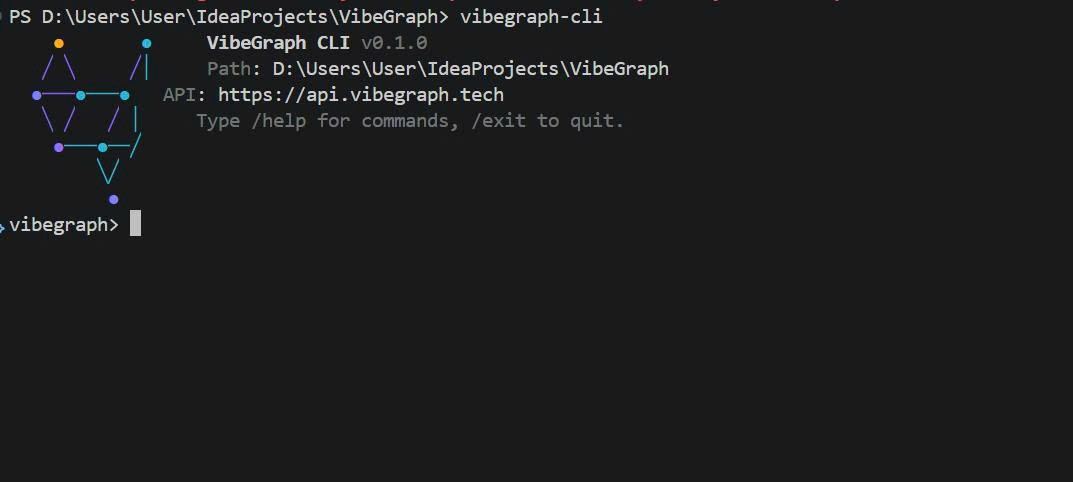 PS D:\Users\User\IdeaProjects\VibeGraph> vibegraph-cli
VibeGraph CLI v0.1.0
Path: D:\Users\User\IdeaProjects\VibeGraph
API: https://api.vibegraph.tech
Type /help for commands, /exit to quit.
vibegraph>